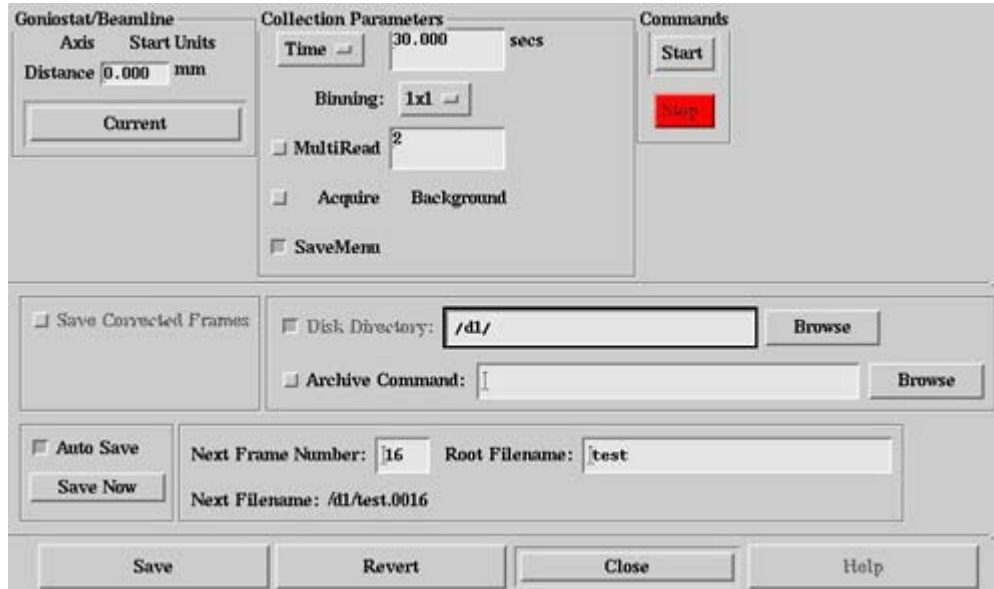 Goniostat/Beamline
Axis Start Units
Distance 0.000 mm
Current
Collection Parameters
Time 30.000 secs
Binning: 1x1
MultiRead 2
Acquire Background
SaveMenu
Commands
Start
Stop
Save Corrected Frames
Disk Directory: /d1/ Browse
Archive Command: Browse
Auto Save
Save Now
Next Frame Number: 16 Root Filename: test
Next Filename: /d1/test.0016
Save Revert Close Help